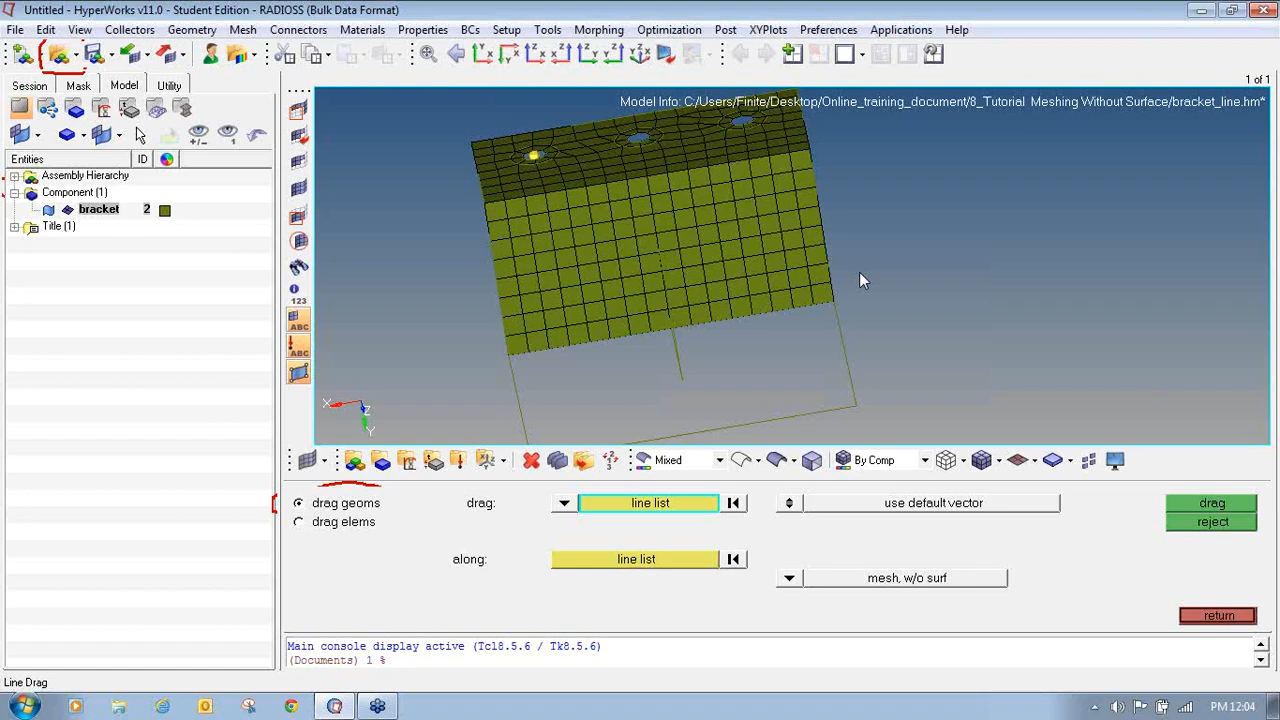 Untitled - HyperWorks v11.0 - Student Edition - RADIOSS (Bulk Data Format)
File Edit View Collectors Geometry Mesh Connectors Materials Properties BCs Setup Tools Morphing Optimization Post XYPlots Preferences Applications Help
Session Mask Model Utility
1 of 1
Model Info: C:/Users/Finite/Desktop/Online_training_document/8_Tutorial Meshing Without Surface/bracket_line.hm*
Entities ID
Assembly Hierarchy
Component (1)
bracket 2
Title (1)
123
ABC
ABC
X
Z
Y
Mixed
By Comp
drag geoms
drag: line list
use default vector
drag
drag elems
reject
along: line list
mesh, w/o surf
return
Main console display active (Tcl8.5.6 / Tk8.5.6)
(Documents) 1 %
Line Drag
PM 12:04